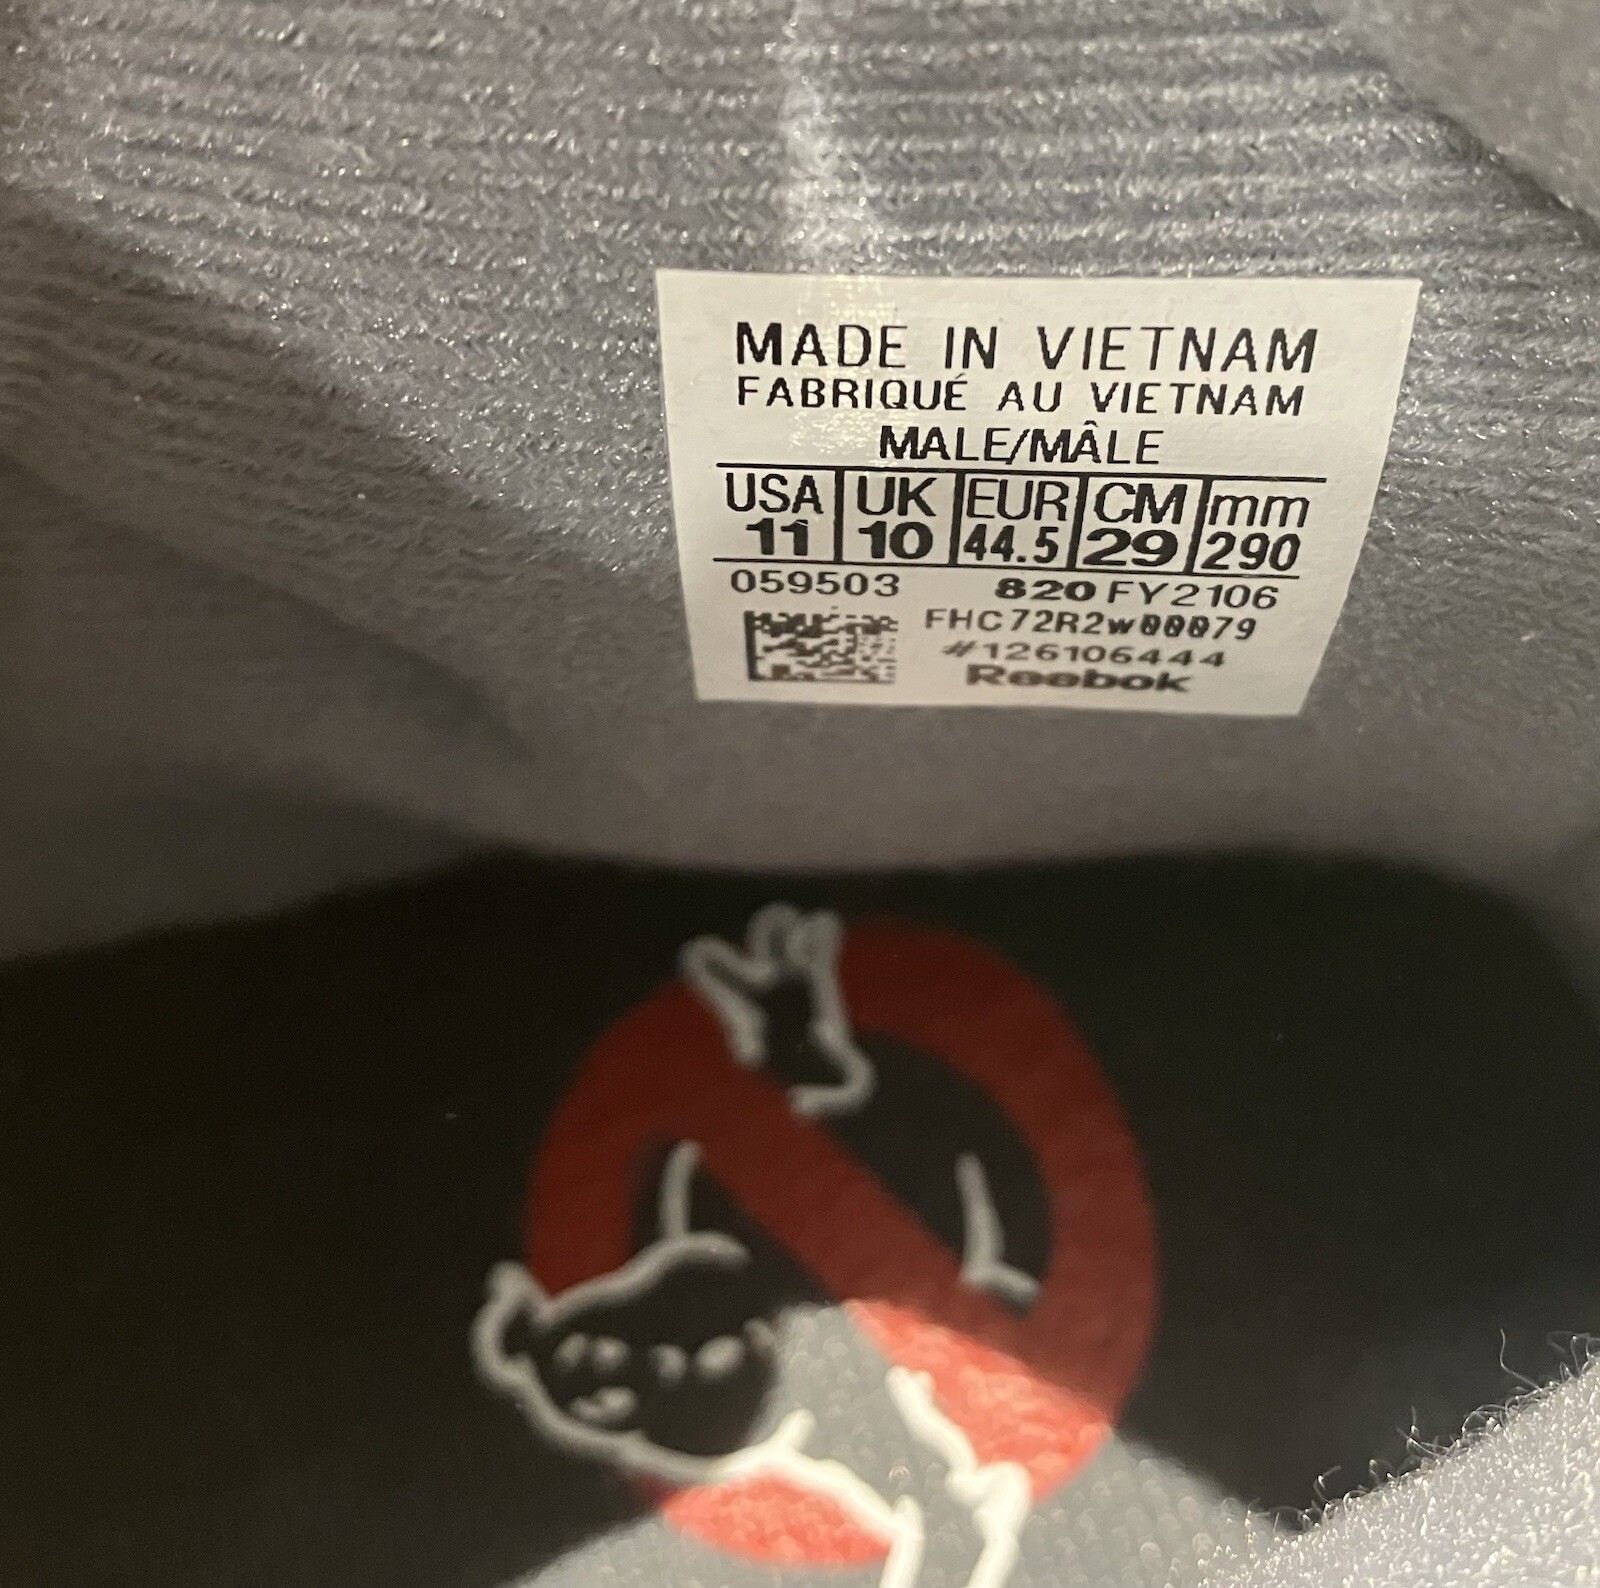 MADE IN VIETNAM
FABRIQUÉ AU VIETNAM
MALE/MÂLE
USA UK EUR CM mm
11 10 44.5 29 290
059503 820 FY2106
FHC72R2w00079
#126106444
Reebok